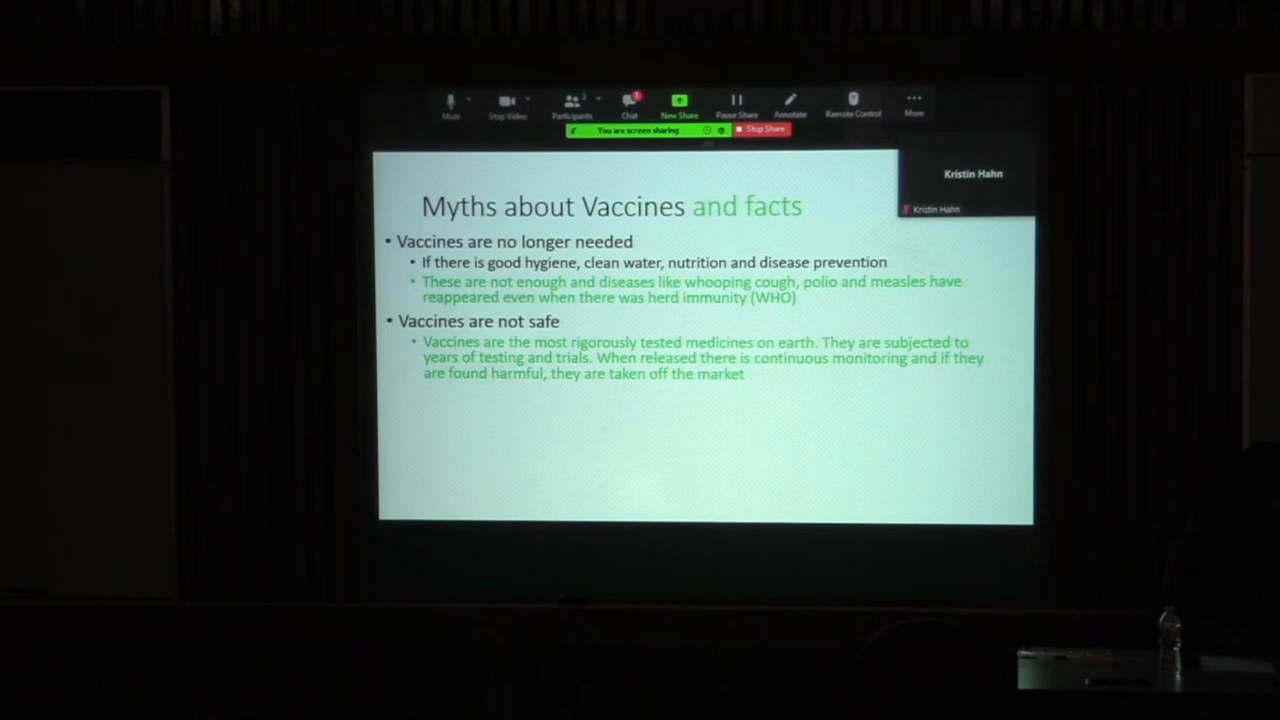 Mute
Stop Video
Participants
3
Chat
1
New Share
Pause Share
Annotate
Remote Control
More
You are screen sharing
Stop Share
Kristin Hahn
Kristin Hahn
Myths about Vaccines and facts
• Vaccines are no longer needed
• If there is good hygiene, clean water, nutrition and disease prevention
• These are not enough and diseases like whooping cough, polio and measles have
reappeared even when there was herd immunity (WHO)
• Vaccines are not safe
• Vaccines are the most rigorously tested medicines on earth. They are subjected to
years of testing and trials. When released there is continuous monitoring and if they
are found harmful, they are taken off the market